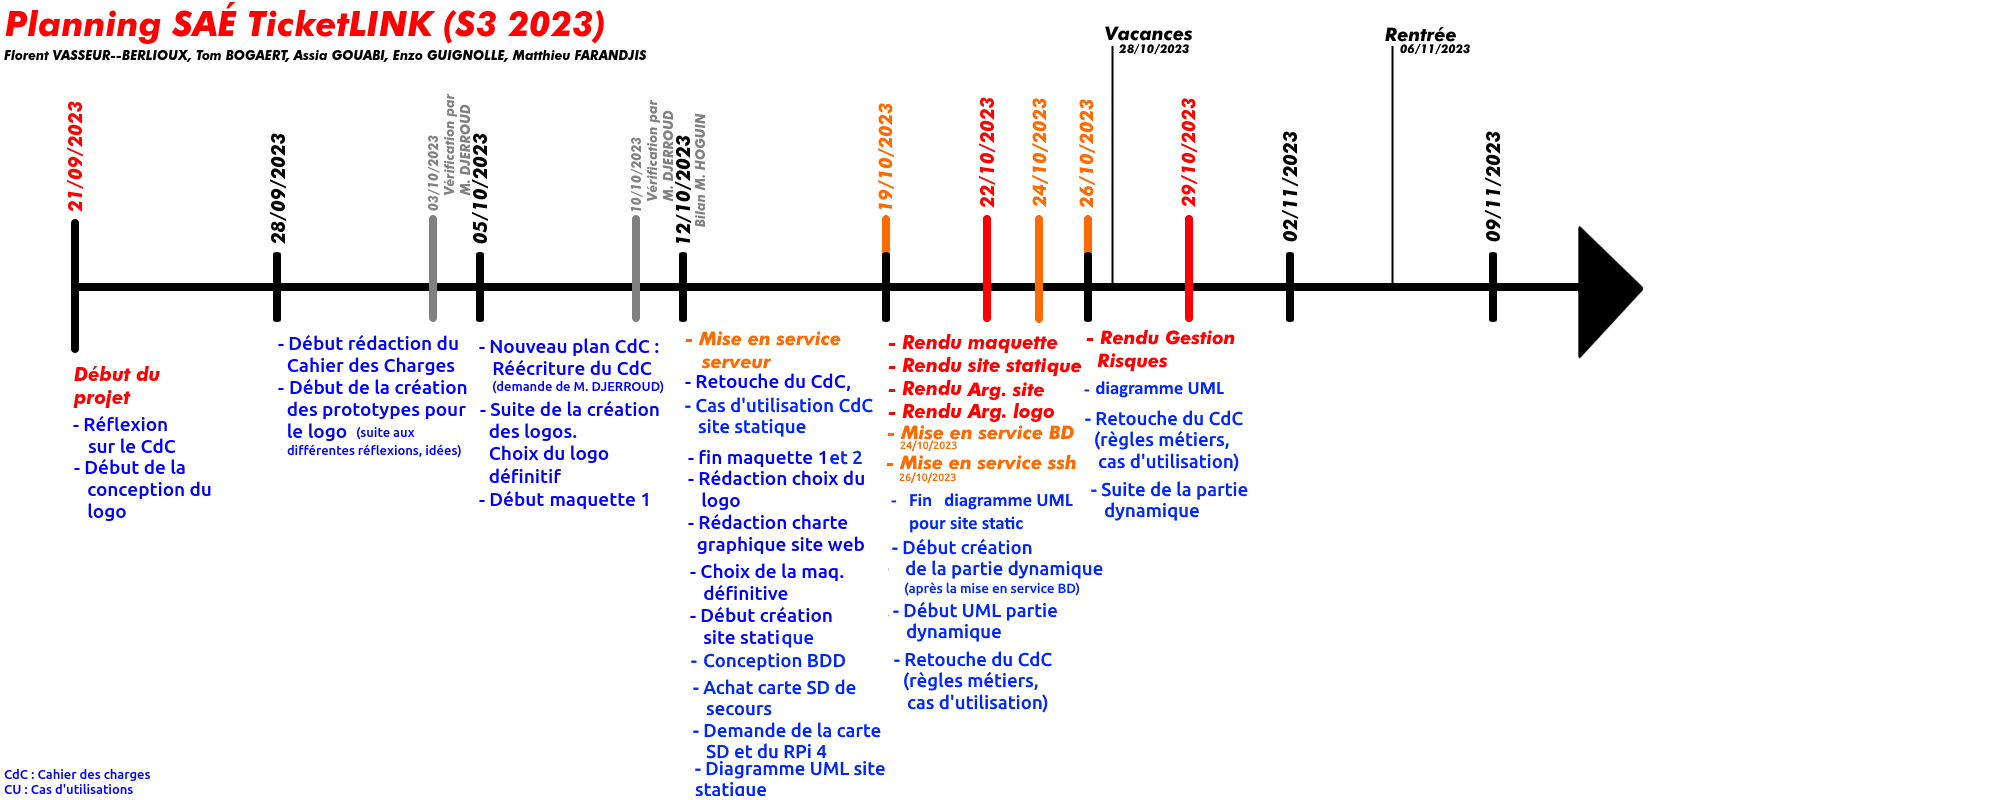 Planning SAÉ TicketLINK (S3 2023)
Florent VASSEUR--BERLIOUX, Tom BOGAERT, Assia GOUABI, Enzo GUIGNOLLE, Matthieu FARANDJIS
Vacances
28/10/2023
Rentrée
06/11/2023
21/09/2023
28/09/2023
03/10/2023
Vérification par
M. DJERROUD
05/10/2023
10/10/2023
Vérification par
M. DJERROUD
12/10/2023
Bilan M. HOGUIN
19/10/2023
22/10/2023
24/10/2023
26/10/2023
29/10/2023
02/11/2023
09/11/2023
Début du
projet
- Réflexion
sur le CdC
- Début de la
conception du
logo
- Début rédaction du
Cahier des Charges
- Début de la création
des prototypes pour
le logo (suite aux
différentes réflexions, idées)
- Nouveau plan CdC :
Réécriture du CdC
(demande de M. DJERROUD)
- Suite de la création
des logos.
Choix du logo
définitif
- Début maquette 1
- Mise en service
serveur
- Retouche du CdC,
- Cas d'utilisation CdC
site statique
- fin maquette 1 et 2
- Rédaction choix du
logo
- Rédaction charte
graphique site web
- Choix de la maq.
définitive
- Début création
site statique
- Conception BDD
- Achat carte SD de
secours
- Demande de la carte
SD et du RPi 4
- Diagramme UML site
statique
- Rendu maquette
- Rendu site statique
- Rendu Arg. site
- Rendu Arg. logo
- Mise en service BD
24/10/2023
- Mise en service ssh
26/10/2023
- Fin diagramme UML
pour site static
- Début création
de la partie dynamique
(après la mise en service BD)
- Début UML partie
dynamique
- Retouche du CdC
(règles métiers,
cas d'utilisation)
- Rendu Gestion
Risques
- diagramme UML
- Retouche du CdC
(règles métiers,
cas d'utilisation)
- Suite de la partie
dynamique
CdC : Cahier des charges
CU : Cas d'utilisations